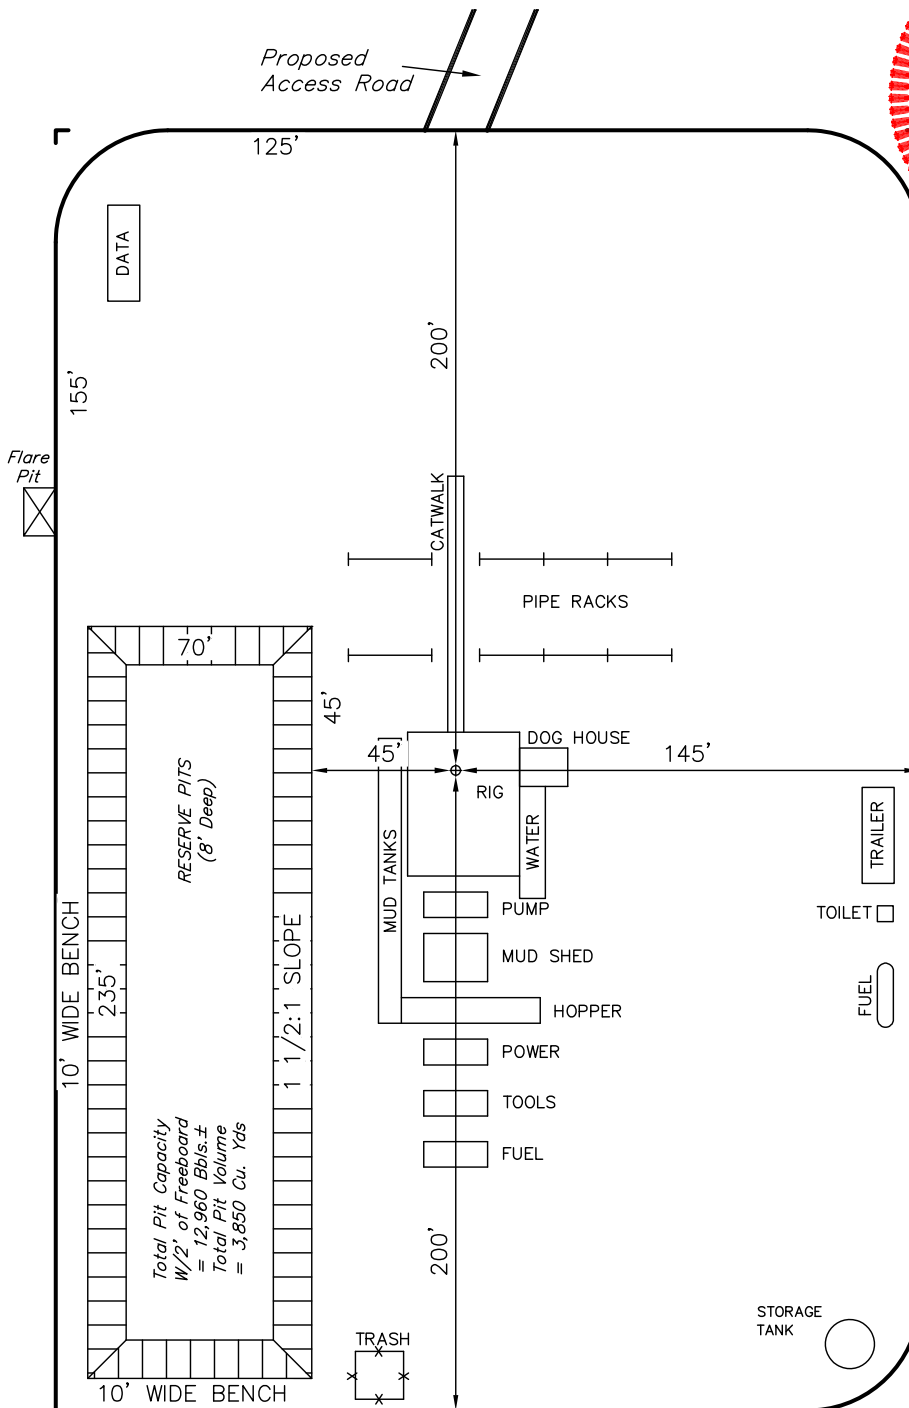 Proposed
Access Road
125'
DATA
200'
155'
Flare
Pit
CATWALK
PIPE RACKS
70'
45'
DOG HOUSE
45'
145'
RIG
RESERVE PITS
(8' Deep)
MUD TANKS
WATER
TRAILER
PUMP
TOILET
10' WIDE BENCH
235'
1 1/2:1 SLOPE
MUD SHED
FUEL
HOPPER
POWER
TOOLS
FUEL
Total Pit Capacity
W/2' of Freeboard
= 12,960 Bbls.±
Total Pit Volume
= 3,850 Cu. Yds
200'
STORAGE
TANK
TRASH
10' WIDE BENCH